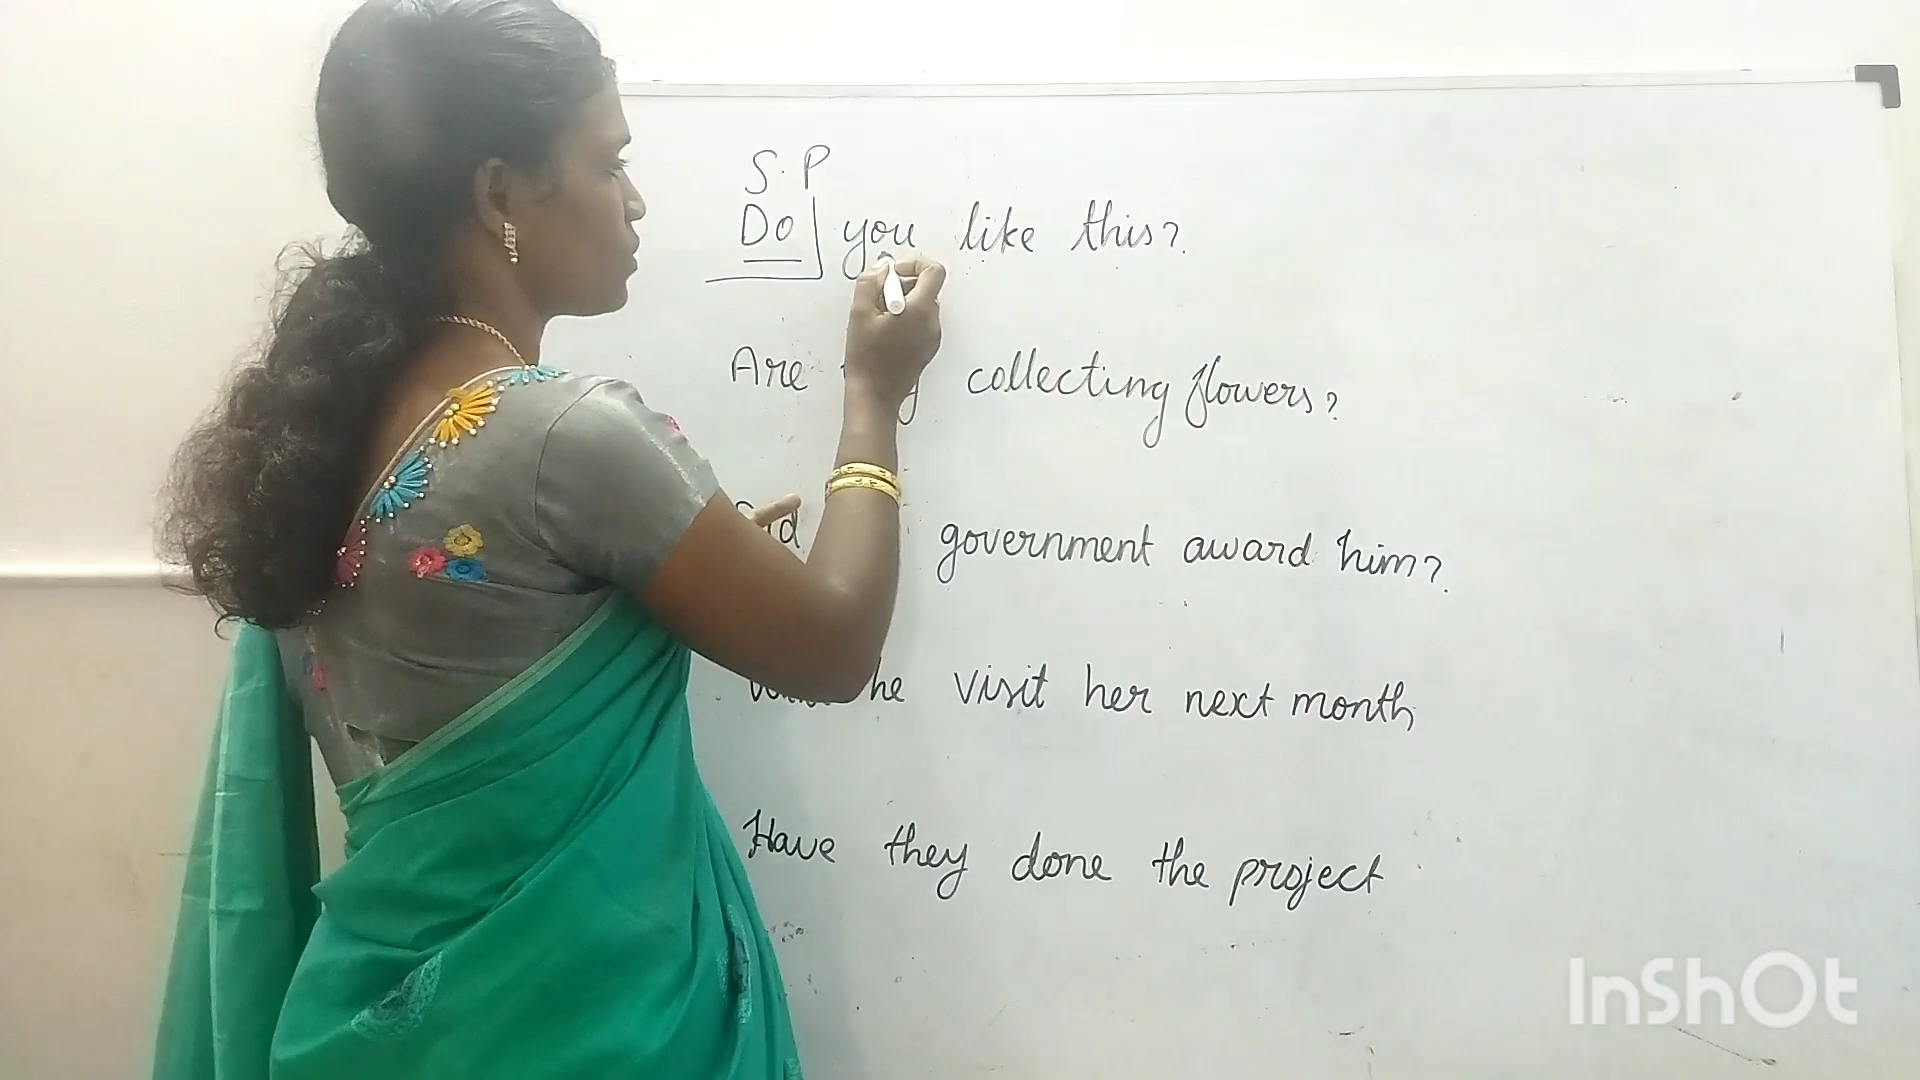 S.P
Do you like this?
Are collecting flowers?
government award him?
he visit her next month
Have they done the project
InShOt